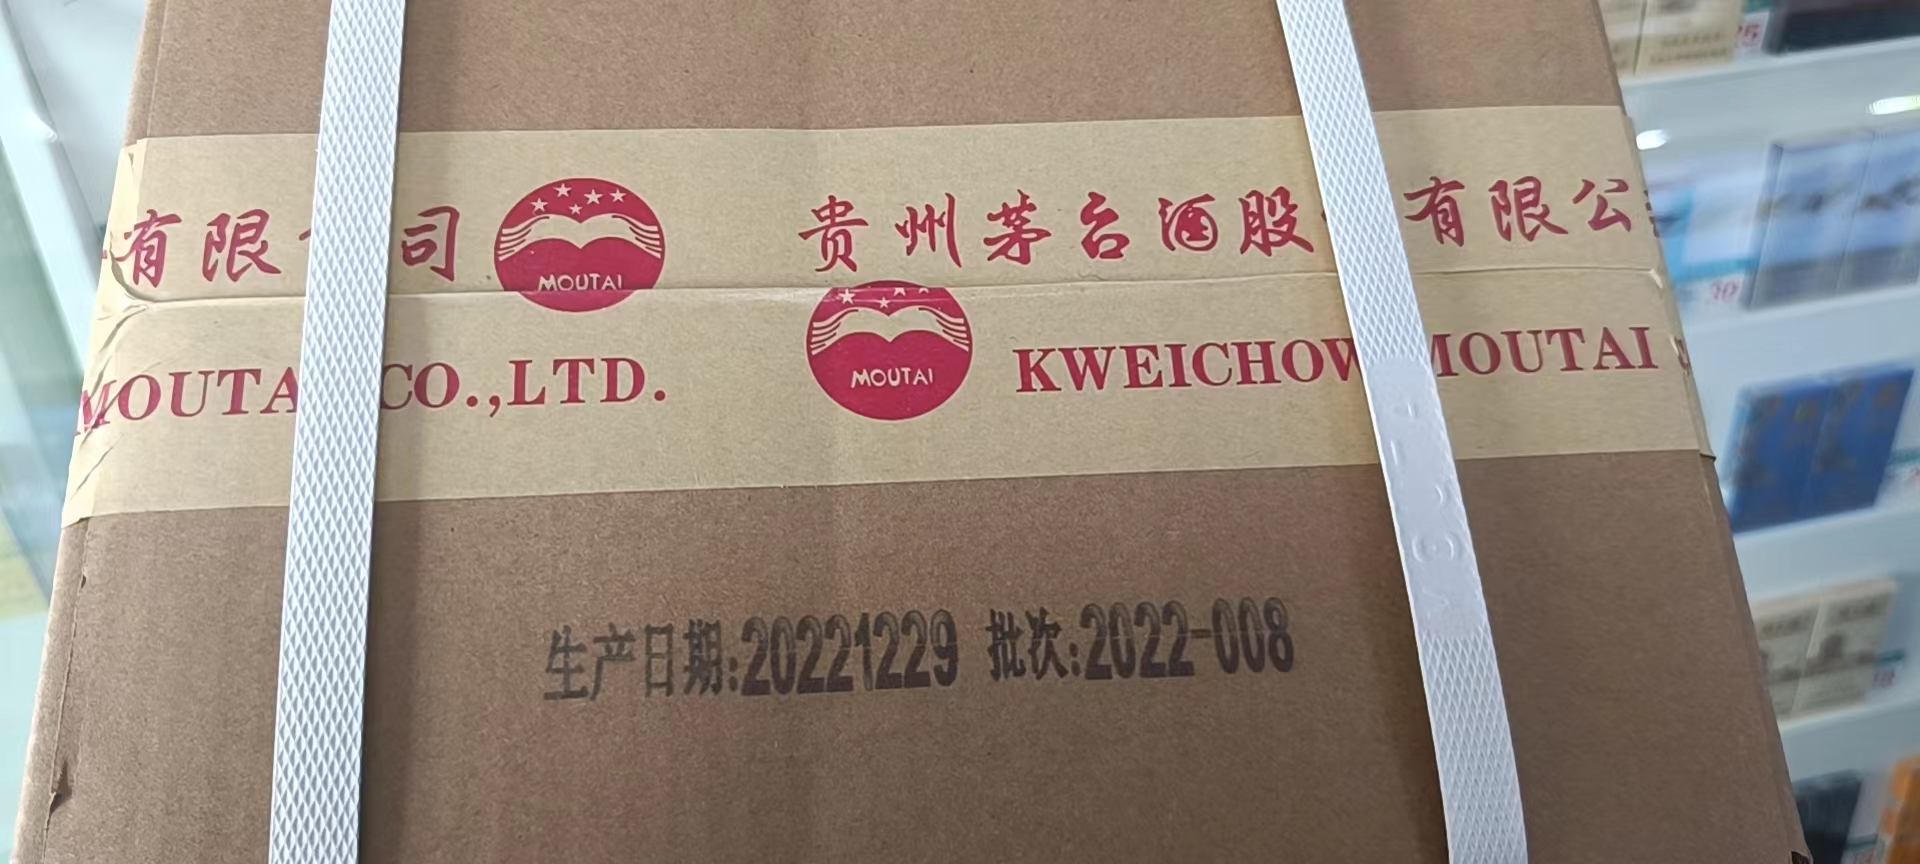 有限 司 MOUTAI 贵州茅台酒股 有限公
MOUTA CO.,LTD. MOUTAI KWEICHOW MOUTAI
生产日期:20221229 批次:2022-008